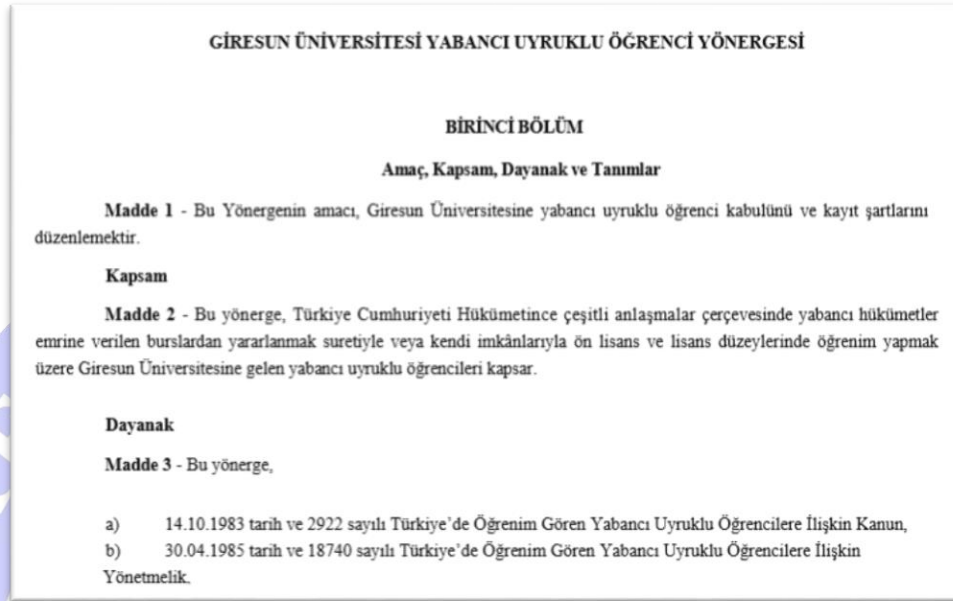 GİRESUN ÜNİVERSİTESİ YABANCI UYRUKLU ÖĞRENCİ YÖNERGESİ
BİRİNCİ BÖLÜM
Amaç, Kapsam, Dayanak ve Tanımlar
Madde 1 - Bu Yönergenin amacı, Giresun Üniversitesine yabancı uyruklu öğrenci kabulünü ve kayıt şartlarını
düzenlemektir.
Kapsam
Madde 2 - Bu yönerge, Türkiye Cumhuriyeti Hükümetince çeşitli anlaşmalar çerçevesinde yabancı hükümetler
emrine verilen burslardan yararlanmak suretiyle veya kendi imkânlarıyla ön lisans ve lisans düzeylerinde öğrenim yapmak
üzere Giresun Üniversitesine gelen yabancı uyruklu öğrencileri kapsar.
Dayanak
Madde 3 - Bu yönerge,
a) 14.10.1983 tarih ve 2922 sayılı Türkiye’de Öğrenim Gören Yabancı Uyruklu Öğrencilere İlişkin Kanun,
b) 30.04.1985 tarih ve 18740 sayılı Türkiye’de Öğrenim Gören Yabancı Uyruklu Öğrencilere İlişkin
Yönetmelik,